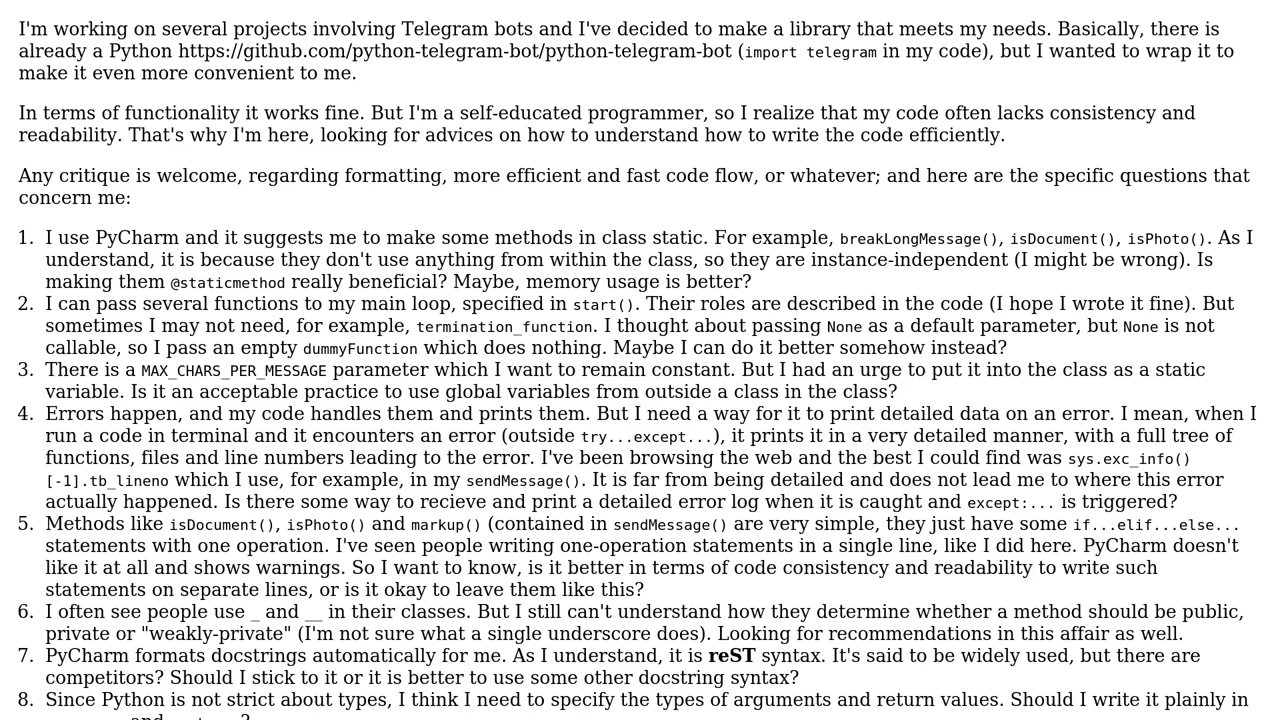 I'm working on several projects involving Telegram bots and I've decided to make a library that meets my needs. Basically, there is
already a Python https://github.com/python-telegram-bot/python-telegram-bot (import telegram in my code), but I wanted to wrap it to
make it even more convenient to me.
In terms of functionality it works fine. But I'm a self-educated programmer, so I realize that my code often lacks consistency and
readability. That's why I'm here, looking for advices on how to understand how to write the code efficiently.
Any critique is welcome, regarding formatting, more efficient and fast code flow, or whatever; and here are the specific questions that
concern me:
1. I use PyCharm and it suggests me to make some methods in class static. For example, breakLongMessage(), isDocument(), isPhoto(). As I
understand, it is because they don't use anything from within the class, so they are instance-independent (I might be wrong). Is
making them @staticmethod really beneficial? Maybe, memory usage is better?
2. I can pass several functions to my main loop, specified in start(). Their roles are described in the code (I hope I wrote it fine). But
sometimes I may not need, for example, termination_function. I thought about passing None as a default parameter, but None is not
callable, so I pass an empty dummyFunction which does nothing. Maybe I can do it better somehow instead?
3. There is a MAX_CHARS_PER_MESSAGE parameter which I want to remain constant. But I had an urge to put it into the class as a static
variable. Is it an acceptable practice to use global variables from outside a class in the class?
4. Errors happen, and my code handles them and prints them. But I need a way for it to print detailed data on an error. I mean, when I
run a code in terminal and it encounters an error (outside try...except...), it prints it in a very detailed manner, with a full tree of
functions, files and line numbers leading to the error. I've been browsing the web and the best I could find was sys.exc_info()
[-1].tb_lineno which I use, for example, in my sendMessage(). It is far from being detailed and does not lead me to where this error
actually happened. Is there some way to recieve and print a detailed error log when it is caught and except:... is triggered?
5. Methods like isDocument(), isPhoto() and markup() (contained in sendMessage() are very simple, they just have some if...elif...else...
statements with one operation. I've seen people writing one-operation statements in a single line, like I did here. PyCharm doesn't
like it at all and shows warnings. So I want to know, is it better in terms of code consistency and readability to write such
statements on separate lines, or is it okay to leave them like this?
6. I often see people use _ and __ in their classes. But I still can't understand how they determine whether a method should be public,
private or "weakly-private" (I'm not sure what a single underscore does). Looking for recommendations in this affair as well.
7. PyCharm formats docstrings automatically for me. As I understand, it is reST syntax. It's said to be widely used, but there are
competitors? Should I stick to it or it is better to use some other docstring syntax?
8. Since Python is not strict about types, I think I need to specify the types of arguments and return values. Should I write it plainly in
and